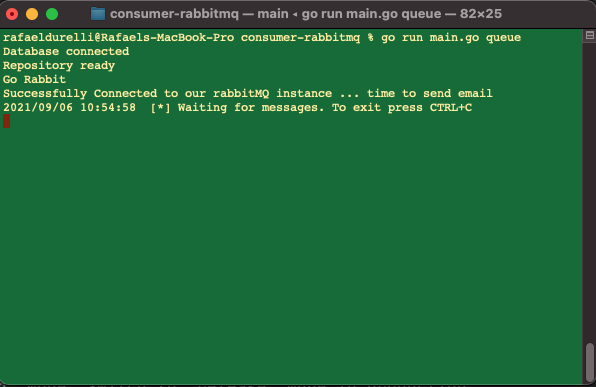 consumer-rabbitmq — main ◂ go run main.go queue — 82×25
rafaeldurelli@Rafaels-MacBook-Pro consumer-rabbitmq % go run main.go queue
Database connected
Repository ready
Go Rabbit
Successfully Connected to our rabbitMQ instance ... time to send email
2021/09/06 10:54:58  [*] Waiting for messages. To exit press CTRL+C